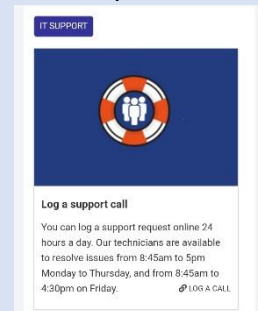 IT SUPPORT
Log a support call
You can log a support request online 24
hours a day. Our technicians are available
to resolve issues from 8:45am to 5pm
Monday to Thursday, and from 8:45am to
4:30pm on Friday. LOG A CALL